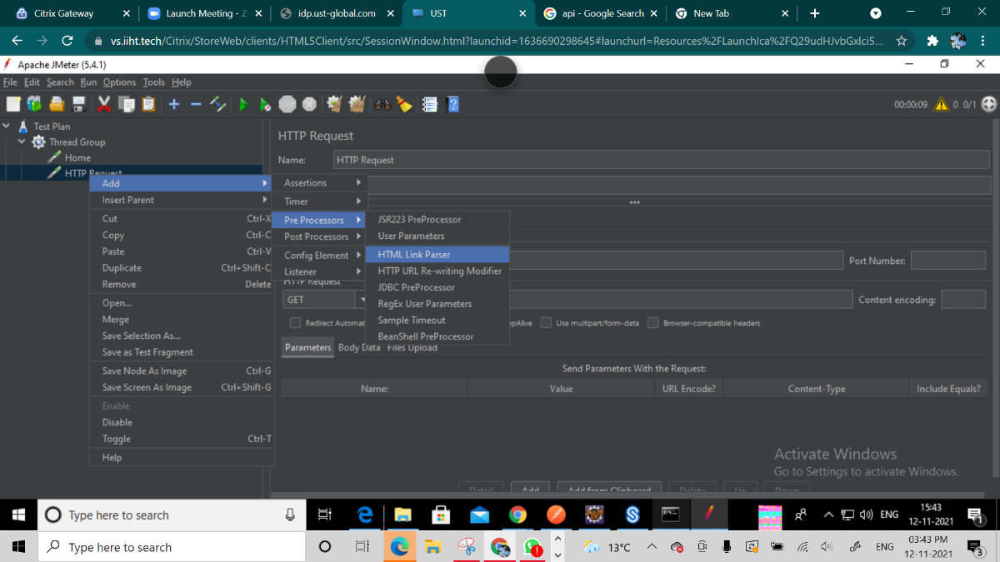 Citrix Gateway
Launch Meeting - Z
idp.ust-global.com
UST
api - Google Search
New Tab
vs.iiht.tech/Citrix/StoreWeb/clients/HTML5Client/src/SessionWindow.html?launchid=1636690298645#launchurl=Resources%2FLaunchIca%2FQ29udHJvbGxlci5...
Apache JMeter (5.4.1)
File Edit Search Run Options Tools Help
00:00:09 0 0/1
Test Plan
Thread Group
Home
HTTP Request
Add
Insert Parent
Cut Ctrl-X
Copy Ctrl-C
Paste Ctrl-V
Duplicate Ctrl+Shift-C
Remove Delete
Open...
Merge
Save Selection As...
Save as Test Fragment
Save Node As Image Ctrl-G
Save Screen As Image Ctrl+Shift-G
Enable
Disable
Toggle Ctrl-T
Help
Assertions
Timer
Pre Processors
Post Processors
Config Element
Listener
JSR223 PreProcessor
User Parameters
HTML Link Parser
HTTP URL Re-writing Modifier
JDBC PreProcessor
RegEx User Parameters
Sample Timeout
BeanShell PreProcessor
HTTP Request
Name: HTTP Request
Port Number:
HTTP Request
GET
Content encoding:
Redirect Automat
epAlive
Use multipart/form-data
Browser-compatible headers
Parameters Body Data Files Upload
Send Parameters With the Request:
Name: Value URL Encode? Content-Type Include Equals?
Detail Add Add from Clipboard Delete Up Down
Activate Windows
Go to Settings to activate Windows.
Type here to search
ENG
15:43
12-11-2021
1
Type here to search
13°C
ENG
03:43 PM
12-11-2021
3